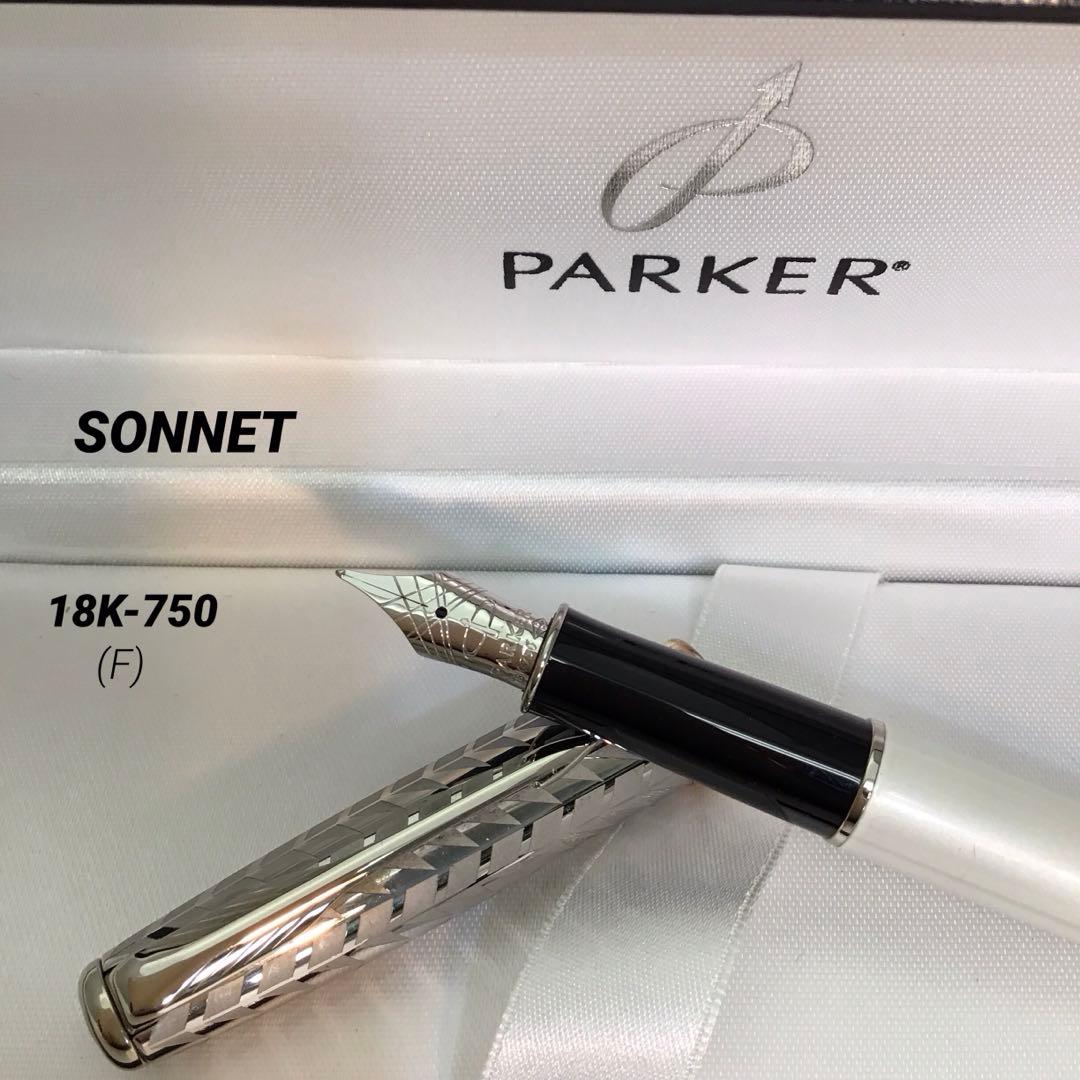 PARKER®
SONNET
18K-750
(F)